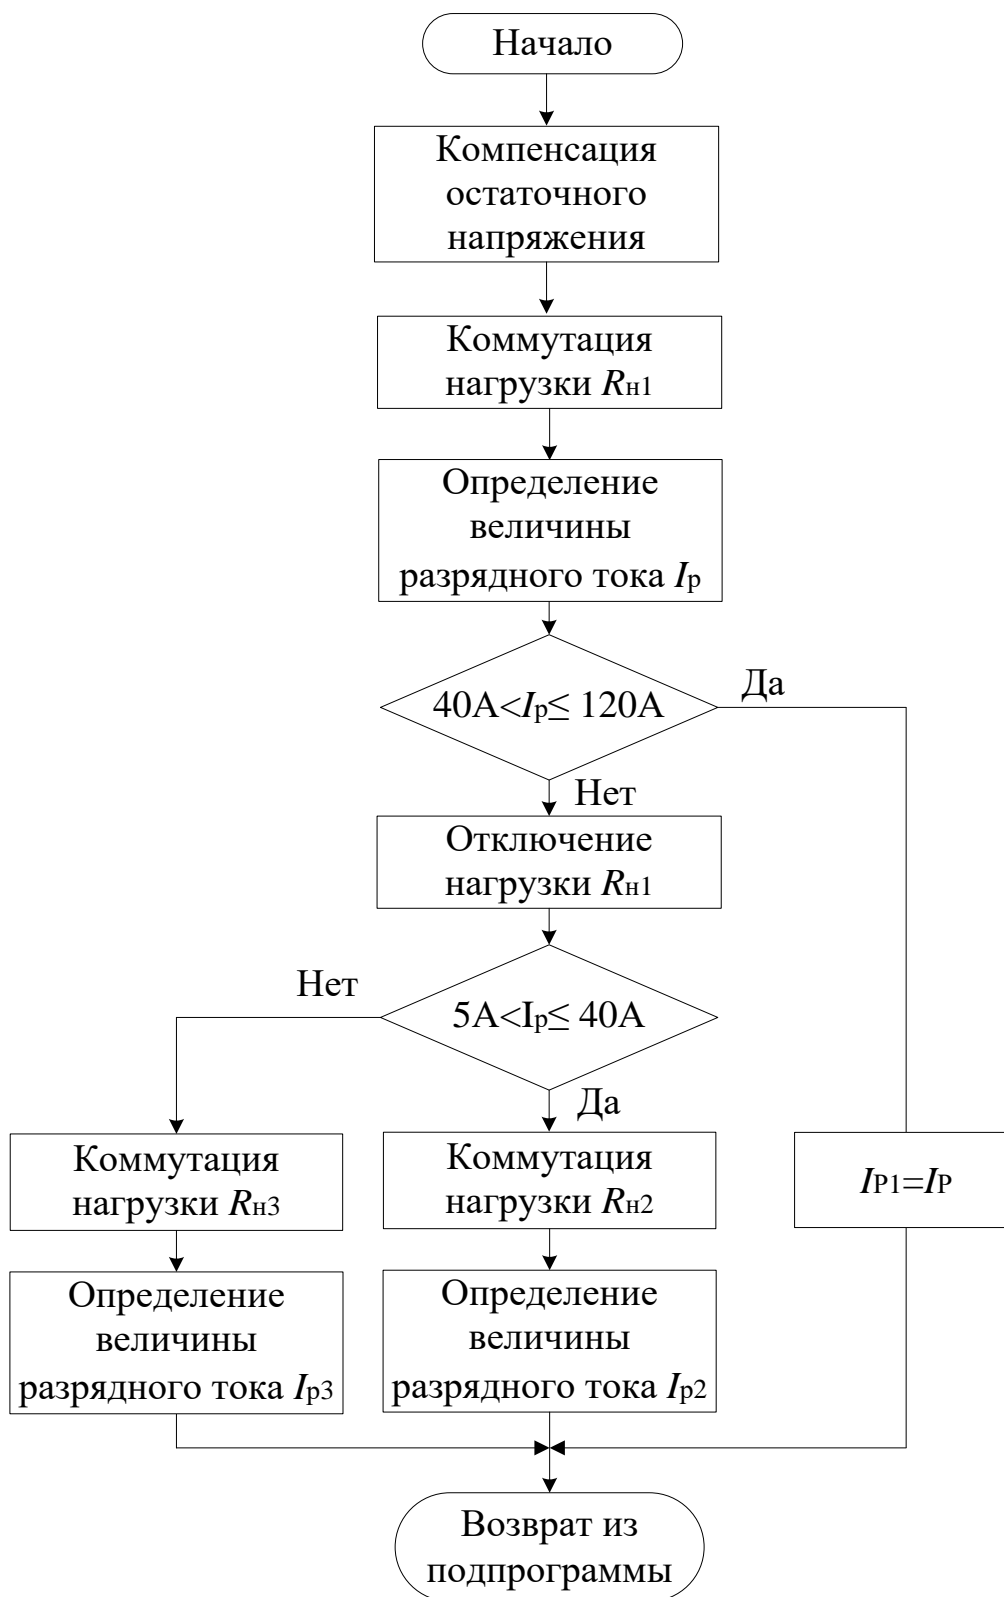 Начало
Компенсация
остаточного
напряжения
Коммутация
нагрузки Rн1
Определение
величины
разрядного тока Iр
40А<Iр≤ 120А
Да
Нет
Отключение
нагрузки Rн1
Нет
5А<Iр≤ 40А
Да
Коммутация
нагрузки Rн3
Коммутация
нагрузки Rн2
IР1=IР
Определение
величины
разрядного тока Iр3
Определение
величины
разрядного тока Iр2
Возврат из
подпрограммы